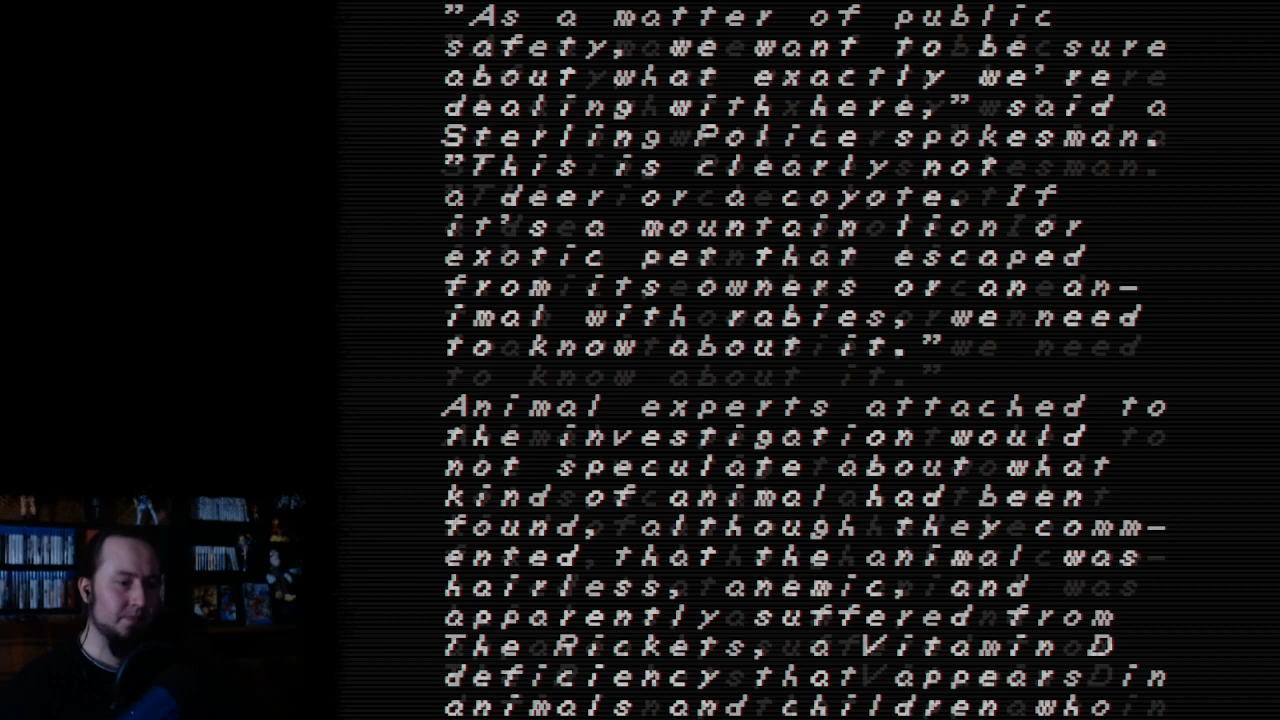 "As a matter of public
safety, we want to be sure
about what exactly we're
dealing with here," said a
Sterling Police spokesman.
"This is clearly not
a deer or a coyote. If
it's a mountain lion or
exotic pet that escaped
from its owners or an an-
imal with rabies, we need
to know about it."
Animal experts attached to
the investigation would
not speculate about what
kind of animal had been
found, although they comm-
ented, that the animal was
hairless, anemic, and
apparently suffered from
The Rickets, a Vitamin D
deficiency that appears in
animals and children who